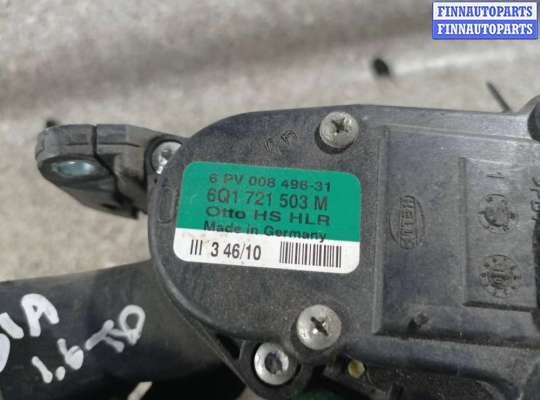 FINNAUTOPARTS
FINNAUTOPARTS
6 PV 008 496-31
6Q1 721 503 M
Otto HS HLR
Made in Germany
III 3 46/10
HELLA
1.6 TD